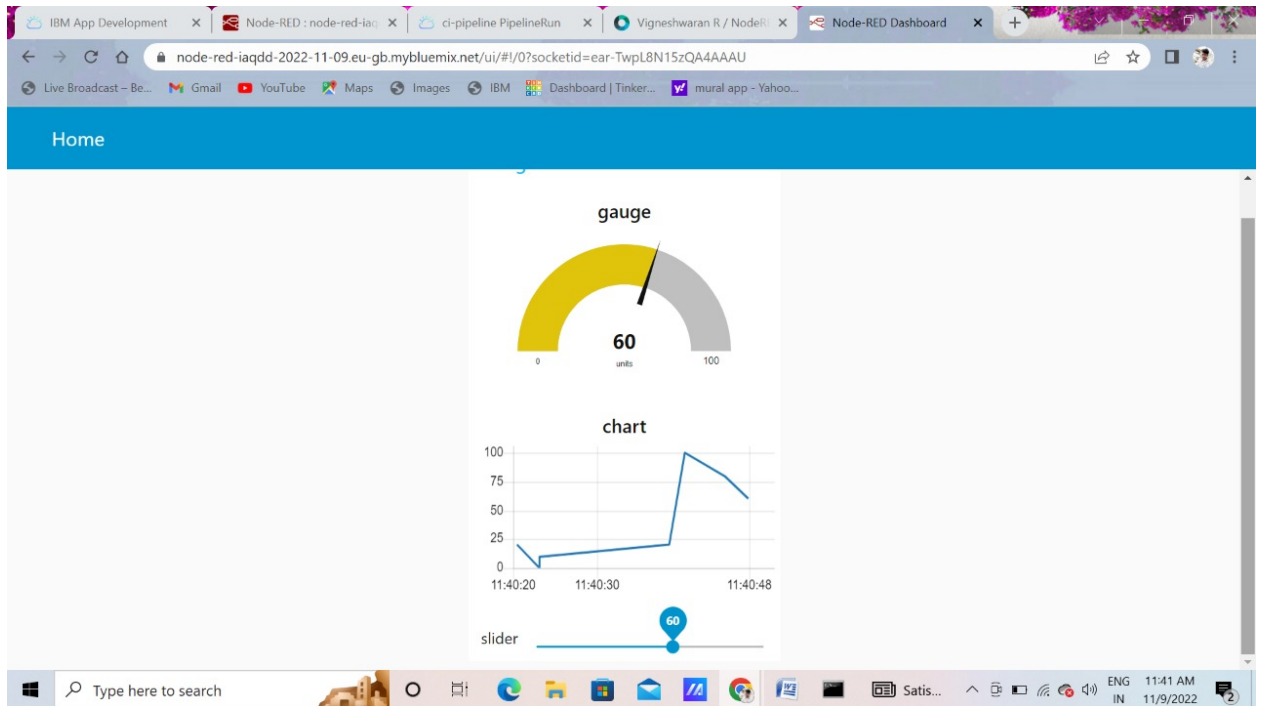 IBM App Development
Node-RED : node-red-iaq
ci-pipeline PipelineRun
Vigneshwaran R / NodeR
Node-RED Dashboard
node-red-iaqdd-2022-11-09.eu-gb.mybluemix.net/ui/#!/0?socketid=ear-TwpL8N15zQA4AAAU
Live Broadcast – Be...
Gmail
YouTube
Maps
Images
IBM
Dashboard | Tinker...
mural app - Yahoo...
Home
gauge
60
units
0
100
chart
100
75
50
25
0
11:40:20
11:40:30
11:40:48
60
slider
Type here to search
Satis...
ENG
IN
11:41 AM
11/9/2022
2